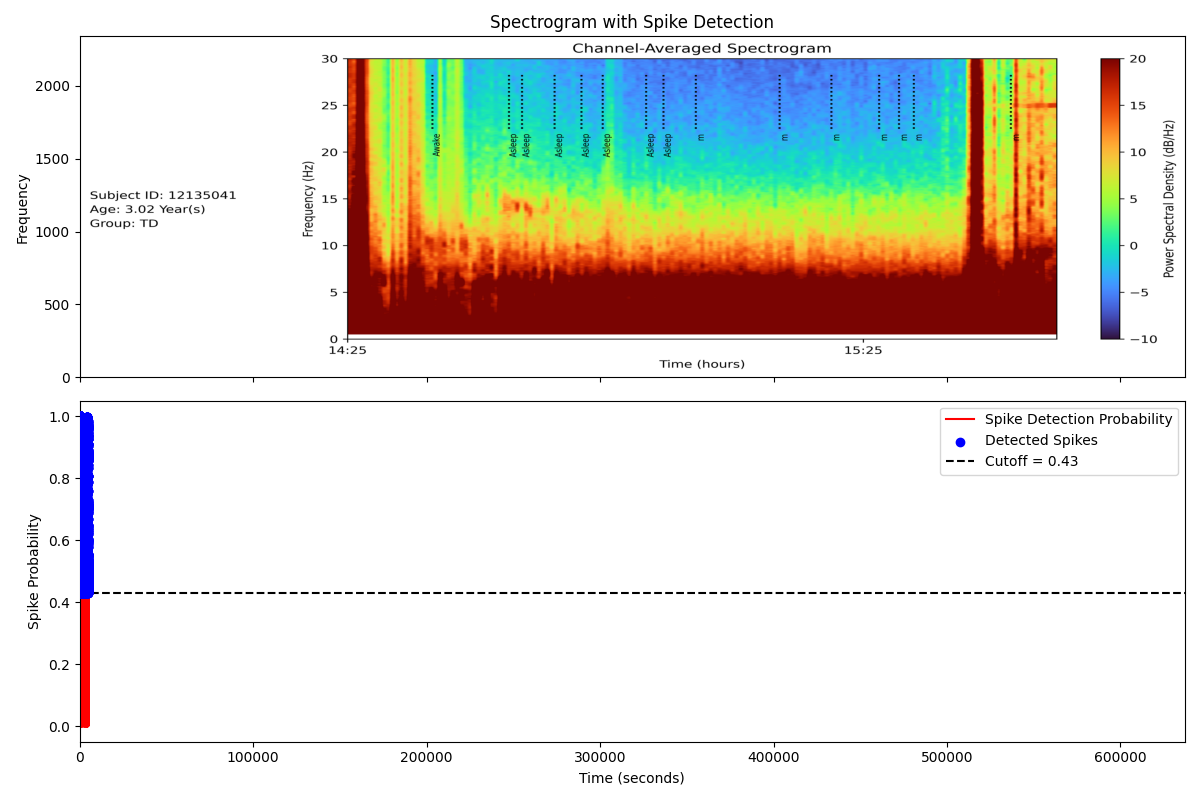 Spectrogram with Spike Detection
Channel-Averaged Spectrogram
Frequency
2000
1500
1000
500
0
Subject ID: 12135041
Age: 3.02 Year(s)
Group: TD
Frequency (Hz)
30
25
20
15
10
5
0
Awake
Asleep
Asleep
Asleep
Asleep
Asleep
Asleep
Asleep
m
m
m
m
m
m
m
14:25
15:25
Time (hours)
20
15
10
5
0
−5
−10
Power Spectral Density (dB/Hz)
Spike Probability
1.0
0.8
0.6
0.4
0.2
0.0
Spike Detection Probability
Detected Spikes
Cutoff = 0.43
0
100000
200000
300000
400000
500000
600000
Time (seconds)